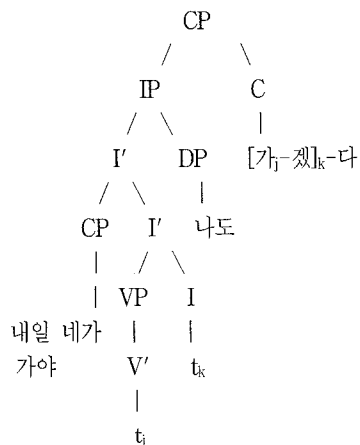 CP
IP C
I′ DP [가ⱼ-겠]ₖ-다
CP I′ 나도
VP I
내일 네가
가야 V′ tₖ
tⱼ